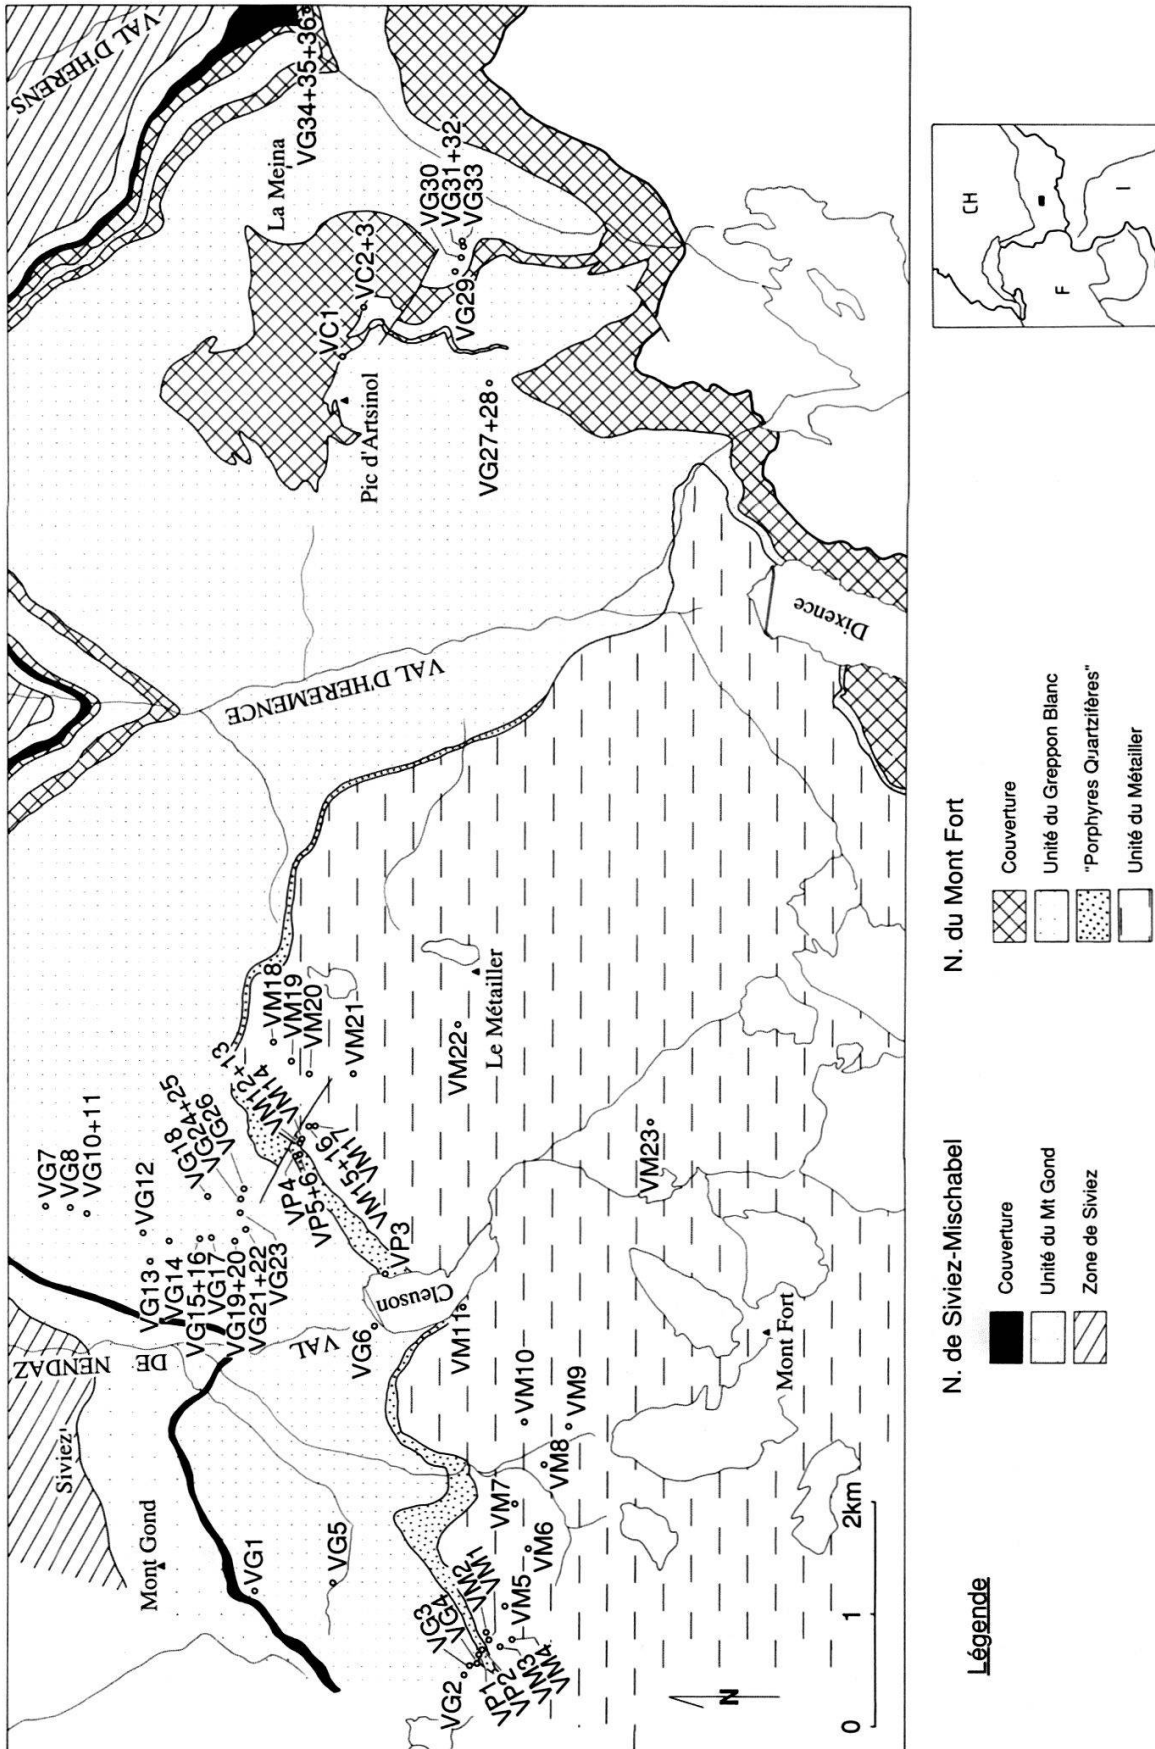 VAL D'HERENS
VG34+35+36
La Meina
VG30
VG31+32
VG33
VG29
VC2+3
VC1
Pic d'Artsinol
VG27+28
VAL D'HEREMENCE
Dixence
VM18
VM19
VM20
VM21
VM22
Le Métailler
VM12+13
VM14
VG7
VG8
VG10+11
VG12
VG18
VG24+25
VG26
VP4
VP5+6
VM15+16
VM17
VM23
VG13
VG14
VG15+16
VG17
VG19+20
VG21+22
VG23
VP3
Cleuson
VG6
VM11
VAL
DE
NENDAZ
Siviez
Mont Gond
VG1
VG5
VM10
VM9
VM8
VM7
VM6
Mont Fort
VG2
VG3
VG4
VM2
VM1
VM5
VP1
VP2
VM3
VM4
N
0 1 2km
Légende
N. de Siviez-Mischabel
Couverture
Unité du Mt Gond
Zone de Siviez
N. du Mont Fort
Couverture
Unité du Greppon Blanc
"Porphyres Quartzifères"
Unité du Métailler
CH
F
I